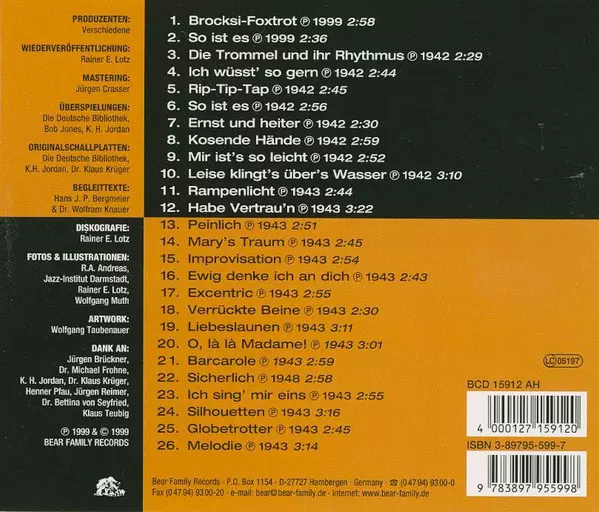 PRODUZENTEN:
Verschiedene
WIEDERVERÖFFENTLICHUNG:
Rainer E. Lotz
MASTERING:
Jürgen Crasser
ÜBERSPIELUNGEN:
Die Deutsche Bibliothek,
Bob Jones, K. H. Jordan
ORIGINALSCHALLPLATTEN:
Die Deutsche Bibliothek,
K.H. Jordan, Dr. Klaus Krüger
BEGLEITTEXTE:
Hans J. P. Bergmeier
& Dr. Wolfram Knauer
DISKOGRAFIE:
Rainer E. Lotz
FOTOS & ILLUSTRATIONEN:
R.A. Andreas,
Jazz-Institut Darmstadt,
Rainer E. Lotz,
Wolfgang Muth
ARTWORK:
Wolfgang Taubenauer
DANK AN:
Jürgen Brückner,
Dr. Michael Frohne,
K. H. Jordan, Dr. Klaus Krüger,
Henner Pfau, Jürgen Reimer,
Dr. Bettina von Seyfried,
Klaus Teubig
℗ 1999 & © 1999
BEAR FAMILY RECORDS
1. Brocksi-Foxtrot ℗ 1999 2:58
2. So ist es ℗ 1999 2:36
3. Die Trommel und ihr Rhythmus ℗ 1942 2:29
4. Ich wüsst' so gern ℗ 1942 2:44
5. Rip-Tip-Tap ℗ 1942 2:45
6. So ist es ℗ 1942 2:56
7. Ernst und heiter ℗ 1942 2:30
8. Kosende Hände ℗ 1942 2:59
9. Mir ist's so leicht ℗ 1942 2:52
10. Leise klingt's über's Wasser ℗ 1942 3:10
11. Rampenlicht ℗ 1943 2:44
12. Habe Vertrau'n ℗ 1943 3:22
13. Peinlich ℗ 1943 2:51
14. Mary's Traum ℗ 1943 2:45
15. Improvisation ℗ 1943 2:54
16. Ewig denke ich an dich ℗ 1943 2:43
17. Excentric ℗ 1943 2:55
18. Verrückte Beine ℗ 1943 2:30
19. Liebeslaunen ℗ 1943 3:11
20. O, là là Madame! ℗ 1943 3:01
21. Barcarole ℗ 1943 2:59
22. Sicherlich ℗ 1948 2:58
23. Ich sing' mir eins ℗ 1943 2:55
24. Silhouetten ℗ 1943 3:16
25. Globetrotter ℗ 1943 2:45
26. Melodie ℗ 1943 3:14
LC 05197
BCD 15912 AH
4 000127 159120
ISBN 3-89795-599-7
9 783897 955998
Bear Family Records · P.O. Box 1154 · D-27727 Hambergen · Germany · ☎ (0 47 94) 93 00-0
Fax (0 47 94) 93 00-20 · e-mail: bear@bear-family.de · internet: www.bear-family.de